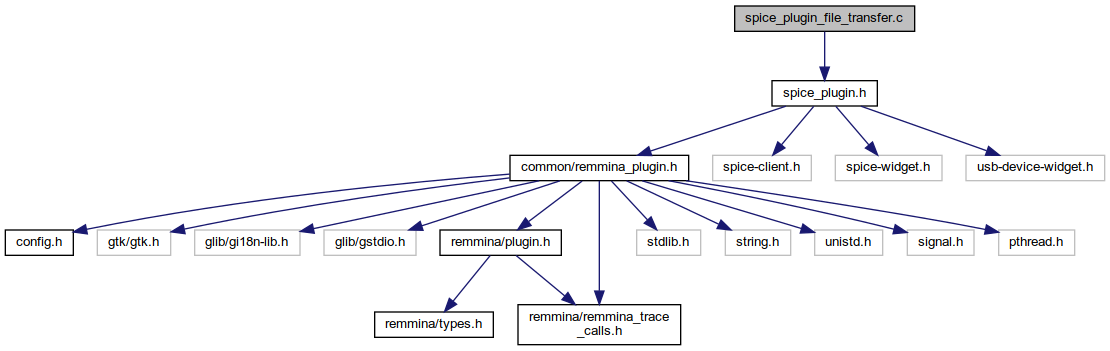 spice_plugin_file_transfer.c
spice_plugin.h
common/remmina_plugin.h
spice-client.h
spice-widget.h
usb-device-widget.h
config.h
gtk/gtk.h
glib/gi18n-lib.h
glib/gstdio.h
remmina/plugin.h
stdlib.h
string.h
unistd.h
signal.h
pthread.h
remmina/types.h
remmina/remmina_trace
_calls.h